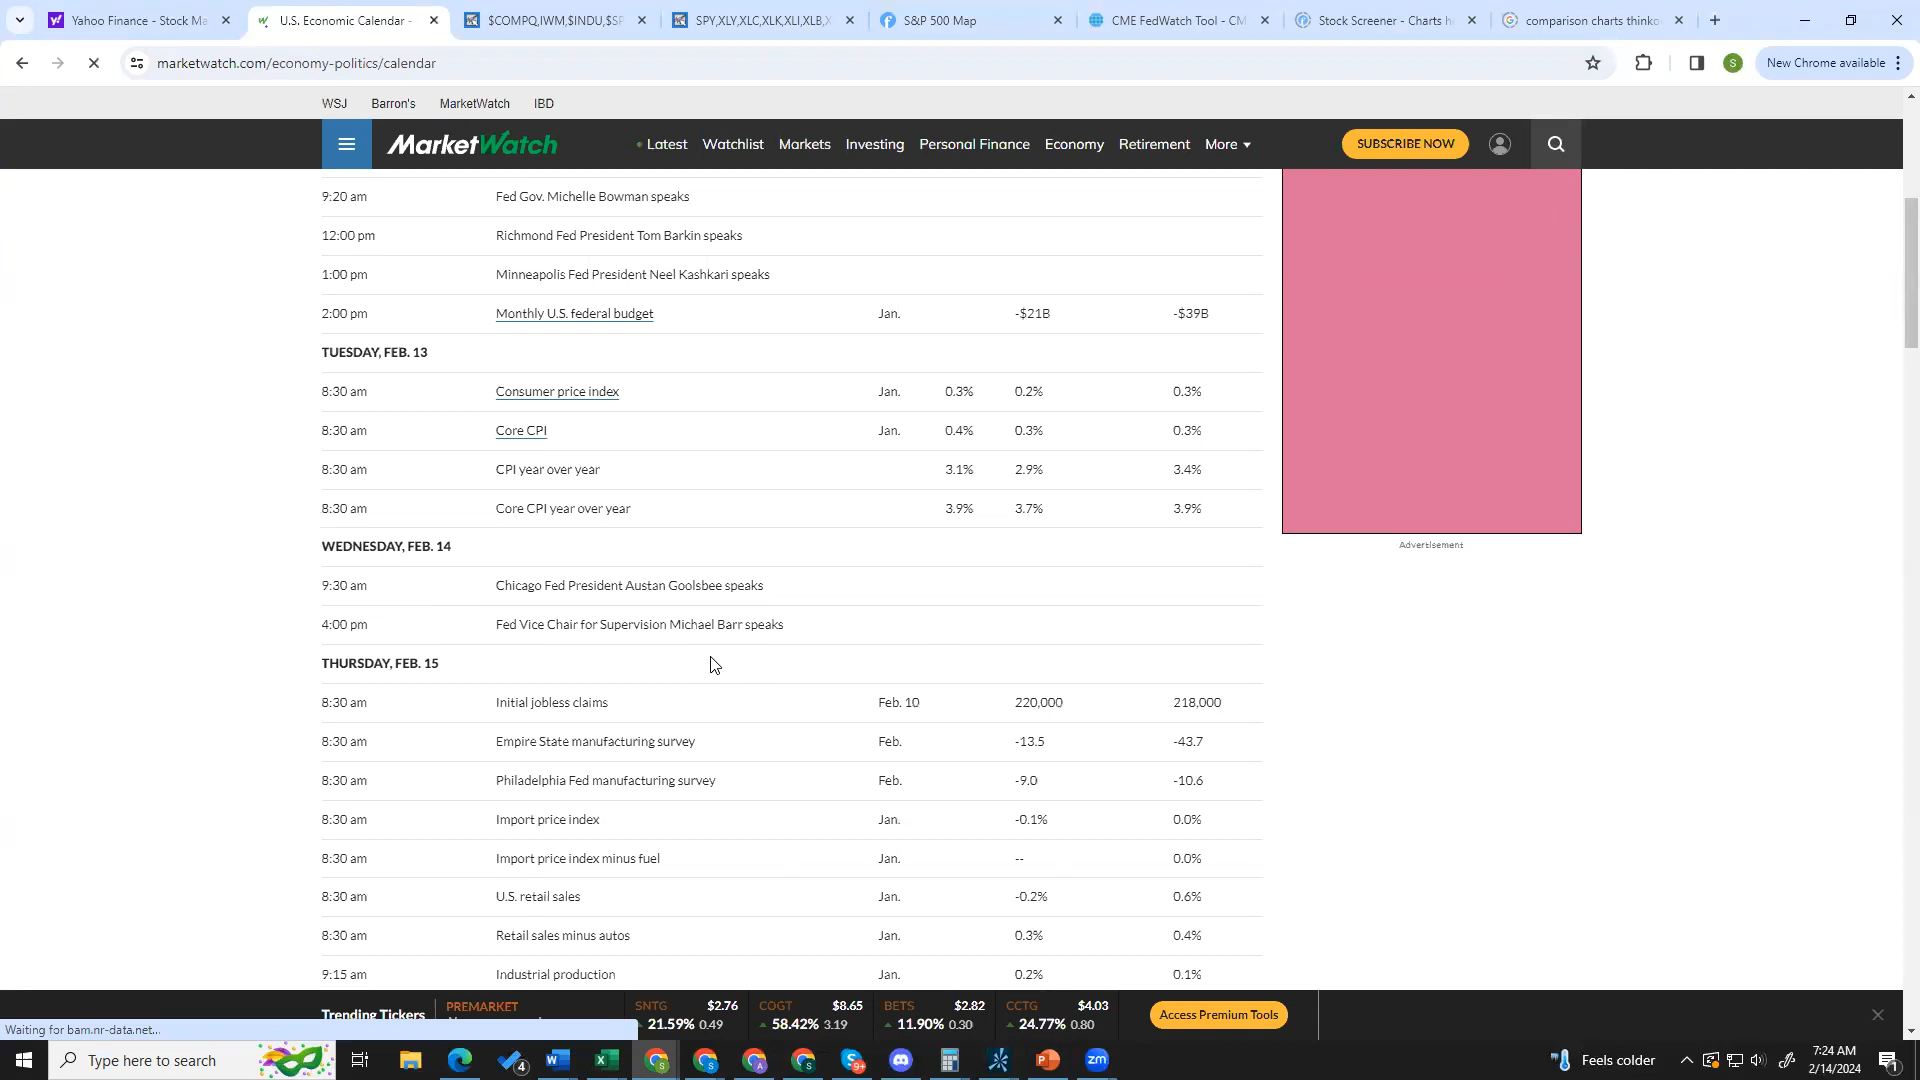 Yahoo Finance - Stock Ma
U.S. Economic Calendar -
$COMPQ,IWM,$INDU,$SP
SPY,XLY,XLC,XLK,XLI,XLB,X
S&P 500 Map
CME FedWatch Tool - CM
Stock Screener - Charts h
comparison charts thinko
marketwatch.com/economy-politics/calendar
S
New Chrome available
WSJ Barron's MarketWatch IBD
MarketWatch
Latest Watchlist Markets Investing Personal Finance Economy Retirement More
SUBSCRIBE NOW
9:20 am Fed Gov. Michelle Bowman speaks
12:00 pm Richmond Fed President Tom Barkin speaks
1:00 pm Minneapolis Fed President Neel Kashkari speaks
2:00 pm Monthly U.S. federal budget Jan. -$21B -$39B
TUESDAY, FEB. 13
8:30 am Consumer price index Jan. 0.3% 0.2% 0.3%
8:30 am Core CPI Jan. 0.4% 0.3% 0.3%
8:30 am CPI year over year 3.1% 2.9% 3.4%
8:30 am Core CPI year over year 3.9% 3.7% 3.9%
Advertisement
WEDNESDAY, FEB. 14
9:30 am Chicago Fed President Austan Goolsbee speaks
4:00 pm Fed Vice Chair for Supervision Michael Barr speaks
THURSDAY, FEB. 15
8:30 am Initial jobless claims Feb. 10 220,000 218,000
8:30 am Empire State manufacturing survey Feb. -13.5 -43.7
8:30 am Philadelphia Fed manufacturing survey Feb. -9.0 -10.6
8:30 am Import price index Jan. -0.1% 0.0%
8:30 am Import price index minus fuel Jan. -- 0.0%
8:30 am U.S. retail sales Jan. -0.2% 0.6%
8:30 am Retail sales minus autos Jan. 0.3% 0.4%
9:15 am Industrial production Jan. 0.2% 0.1%
Trending Tickers
PREMARKET
SNTG $2.76
21.59% 0.49
COGT $8.65
58.42% 3.19
BETS $2.82
11.90% 0.30
CCTG $4.03
24.77% 0.80
Access Premium Tools
Waiting for bam.nr-data.net...
Type here to search
4
9+
zm
Feels colder
7:24 AM
2/14/2024
1